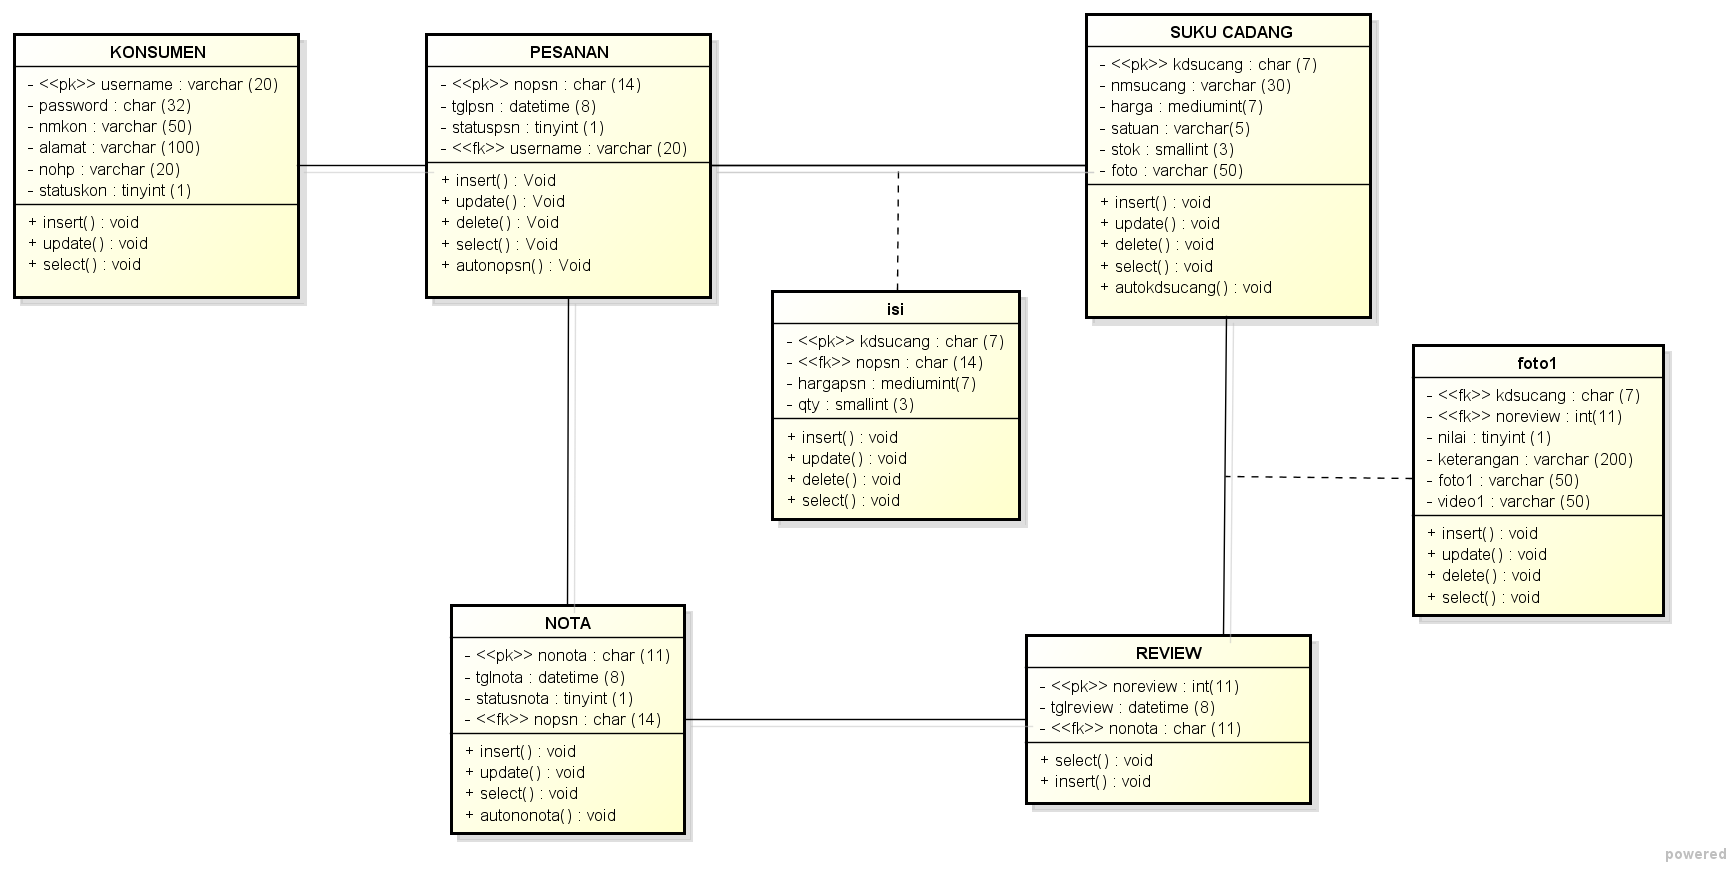 KONSUMEN
- <<pk>> username : varchar (20)
- password : char (32)
- nmkon : varchar (50)
- alamat : varchar (100)
- nohp : varchar (20)
- statuskon : tinyint (1)
+ insert() : void
+ update() : void
+ select() : void
PESANAN
- <<pk>> nopsn : char (14)
- tglpsn : datetime (8)
- statuspsn : tinyint (1)
- <<fk>> username : varchar (20)
+ insert() : Void
+ update() : Void
+ delete() : Void
+ select() : Void
+ autonopsn() : Void
SUKU CADANG
- <<pk>> kdsucang : char (7)
- nmsucang : varchar (30)
- harga : mediumint(7)
- satuan : varchar(5)
- stok : smallint (3)
- foto : varchar (50)
+ insert() : void
+ update() : void
+ delete() : void
+ select() : void
+ autokdsucang() : void
isi
- <<pk>> kdsucang : char (7)
- <<fk>> nopsn : char (14)
- hargapsn : mediumint(7)
- qty : smallint (3)
+ insert() : void
+ update() : void
+ delete() : void
+ select() : void
foto1
- <<fk>> kdsucang : char (7)
- <<fk>> noreview : int(11)
- nilai : tinyint (1)
- keterangan : varchar (200)
- foto1 : varchar (50)
- video1 : varchar (50)
+ insert() : void
+ update() : void
+ delete() : void
+ select() : void
NOTA
- <<pk>> nonota : char (11)
- tglnota : datetime (8)
- statusnota : tinyint (1)
- <<fk>> nopsn : char (14)
+ insert() : void
+ update() : void
+ select() : void
+ autononota() : void
REVIEW
- <<pk>> noreview : int(11)
- tglreview : datetime (8)
- <<fk>> nonota : char (11)
+ select() : void
+ insert() : void
powered